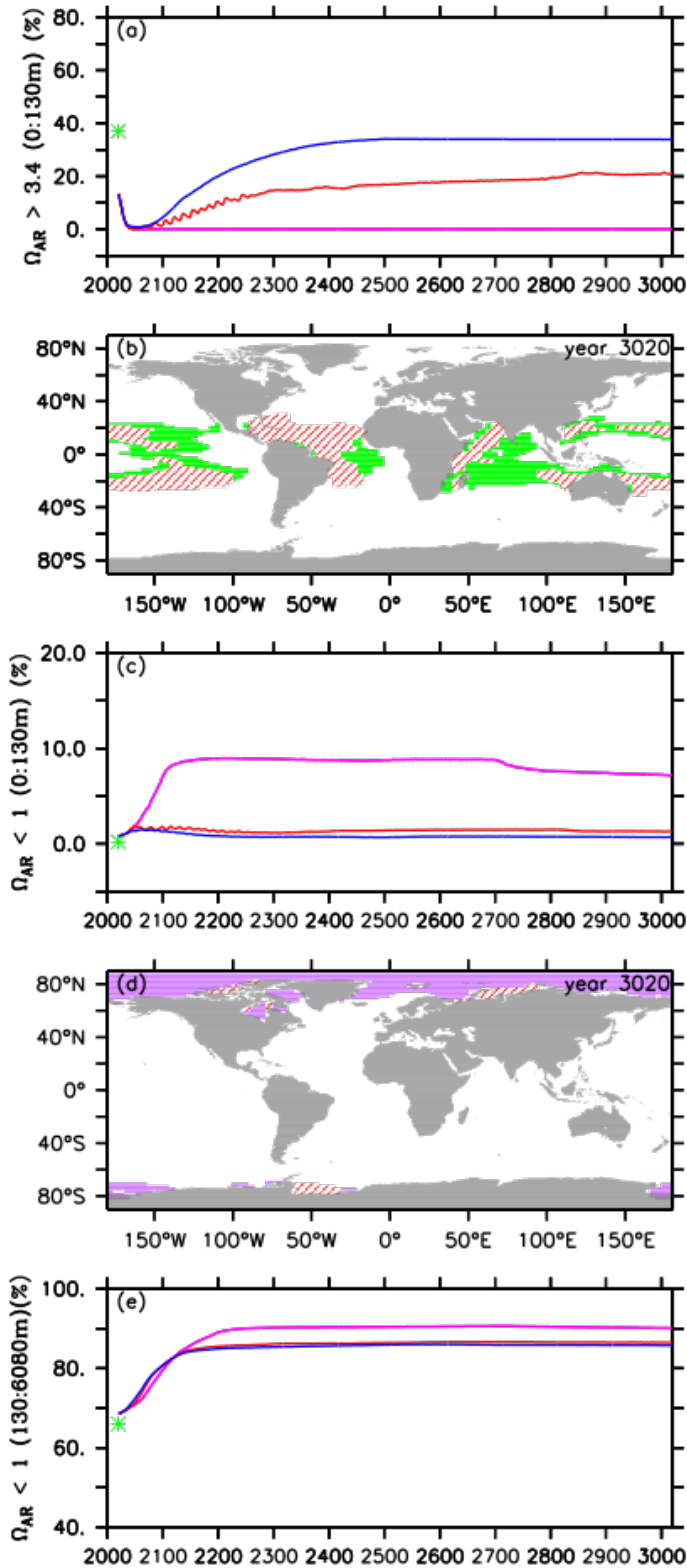 Ω_AR > 3.4 (0:130m) (%)
(a)
80.
60.
40.
20.
0.
2000 2100 2200 2300 2400 2500 2600 2700 2800 2900 3000
(b) year 3020
80°N
40°N
0°
40°S
80°S
150°W 100°W 50°W 0° 50°E 100°E 150°E
Ω_AR < 1 (0:130m) (%)
(c)
20.0
10.0
0.0
2000 2100 2200 2300 2400 2500 2600 2700 2800 2900 3000
(d) year 3020
80°N
40°N
0°
40°S
80°S
150°W 100°W 50°W 0° 50°E 100°E 150°E
Ω_AR < 1 (130:6080m)(%)
(e)
100.
80.
60.
40.
2000 2100 2200 2300 2400 2500 2600 2700 2800 2900 3000